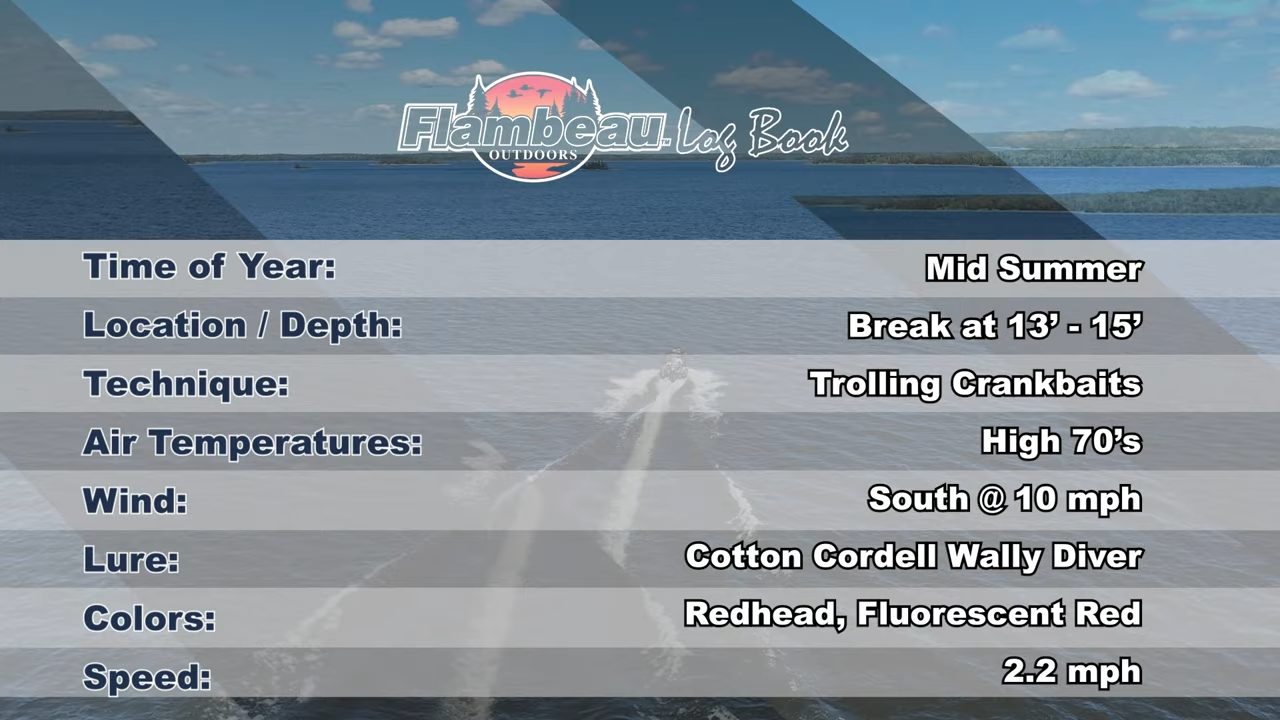 Flambeau Log Book
OUTDOORS
Time of Year: Mid Summer
Location / Depth: Break at 13’ - 15’
Technique: Trolling Crankbaits
Air Temperatures: High 70’s
Wind: South @ 10 mph
Lure: Cotton Cordell Wally Diver
Colors: Redhead, Fluorescent Red
Speed: 2.2 mph